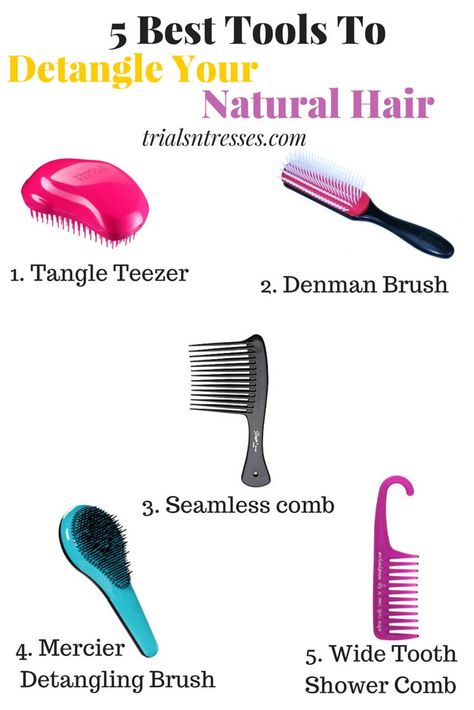 5 Best Tools To
Detangle Your
Natural Hair
trialsntresses.com
1. Tangle Teezer
2. Denman Brush
3. Seamless comb
4. Mercier
Detangling Brush
5. Wide Tooth
Shower Comb